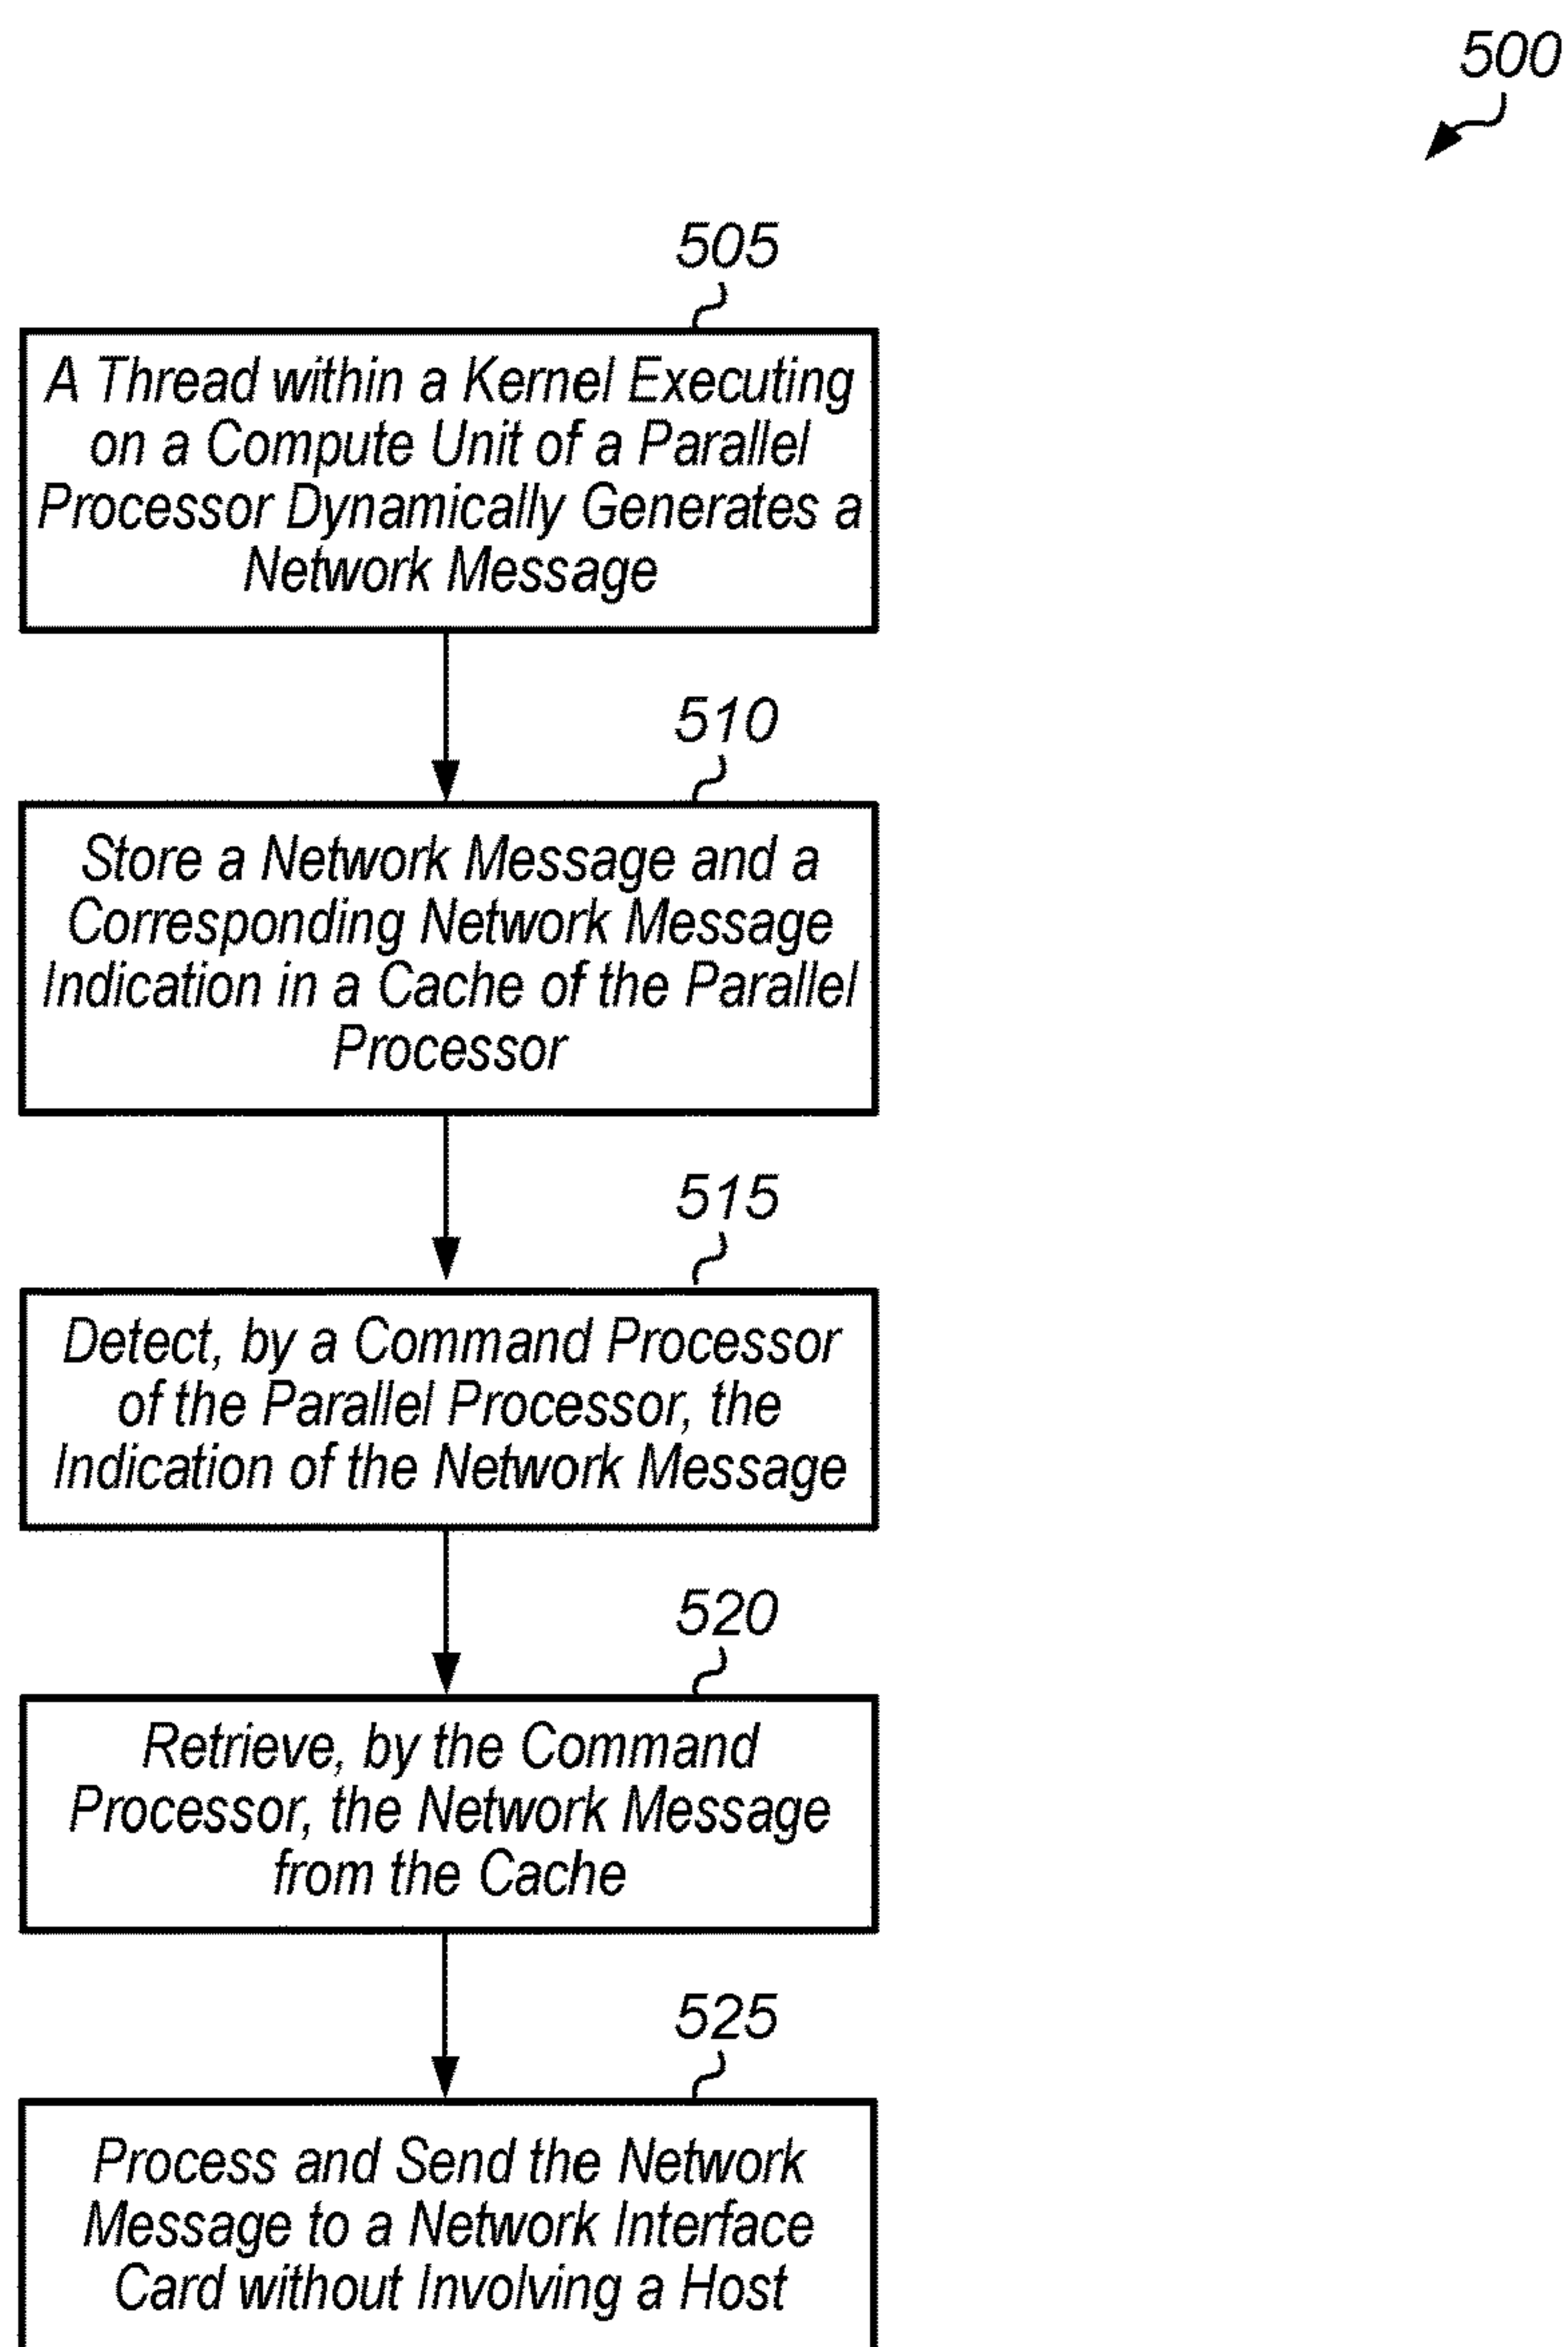 500
505
A Thread within a Kernel Executing
on a Compute Unit of a Parallel
Processor Dynamically Generates a
Network Message
510
Store a Network Message and a
Corresponding Network Message
Indication in a Cache of the Parallel
Processor
515
Detect, by a Command Processor
of the Parallel Processor, the
Indication of the Network Message
520
Retrieve, by the Command
Processor, the Network Message
from the Cache
525
Process and Send the Network
Message to a Network Interface
Card without Involving a Host